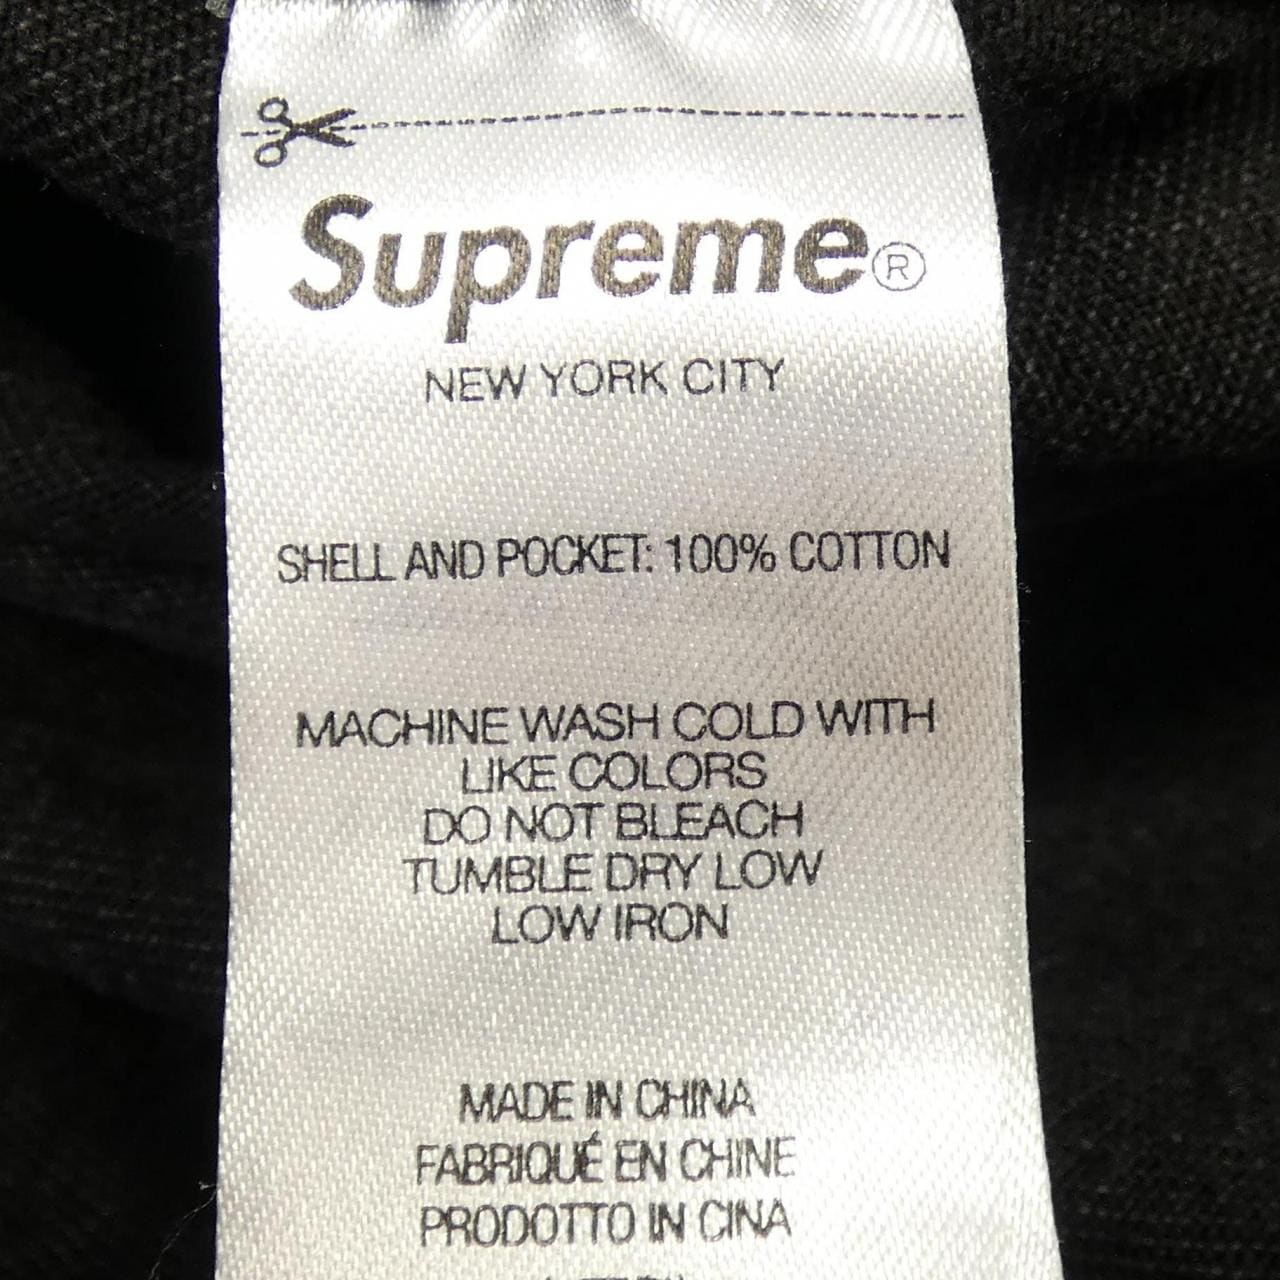 Supreme®
NEW YORK CITY
SHELL AND POCKET: 100% COTTON
MACHINE WASH COLD WITH
LIKE COLORS
DO NOT BLEACH
TUMBLE DRY LOW
LOW IRON
MADE IN CHINA
FABRIQUÉ EN CHINE
PRODOTTO IN CINA